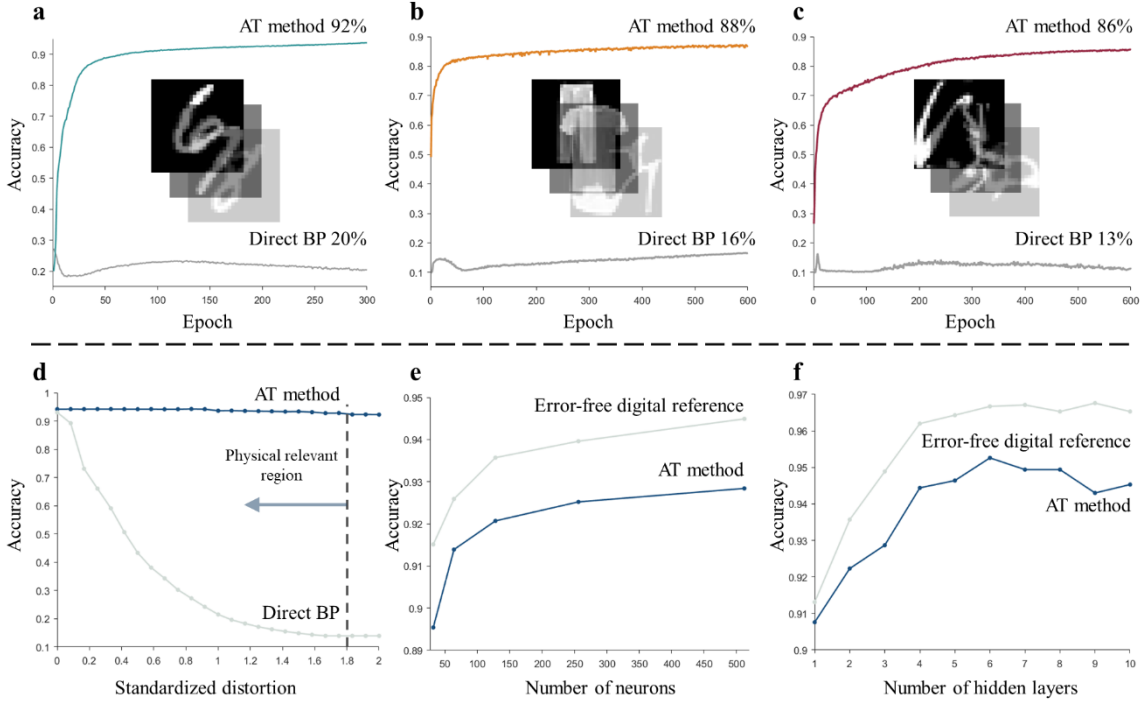 a
AT method 92%
0.9
0.8
0.7
0.6
0.5
0.4
0.3
0.2
Accuracy
Direct BP 20%
0 50 100 150 200 250 300
Epoch
b
AT method 88%
0.9
0.8
0.7
0.6
0.5
0.4
0.3
0.2
0.1
Accuracy
Direct BP 16%
0 100 200 300 400 500 600
Epoch
c
AT method 86%
0.9
0.8
0.7
0.6
0.5
0.4
0.3
0.2
0.1
Accuracy
Direct BP 13%
0 100 200 300 400 500 600
Epoch
d
AT method
1
0.9
0.8
0.7
0.6
0.5
0.4
0.3
0.2
0.1
Accuracy
Physical relevant
region
Direct BP
0 0.2 0.4 0.6 0.8 1 1.2 1.4 1.6 1.8 2
Standardized distortion
e
Error-free digital reference
AT method
0.95
0.94
0.93
0.92
0.91
0.9
0.89
Accuracy
50 100 150 200 250 300 350 400 450 500
Number of neurons
f
Error-free digital reference
AT method
0.97
0.96
0.95
0.94
0.93
0.92
0.91
0.9
Accuracy
1 2 3 4 5 6 7 8 9 10
Number of hidden layers